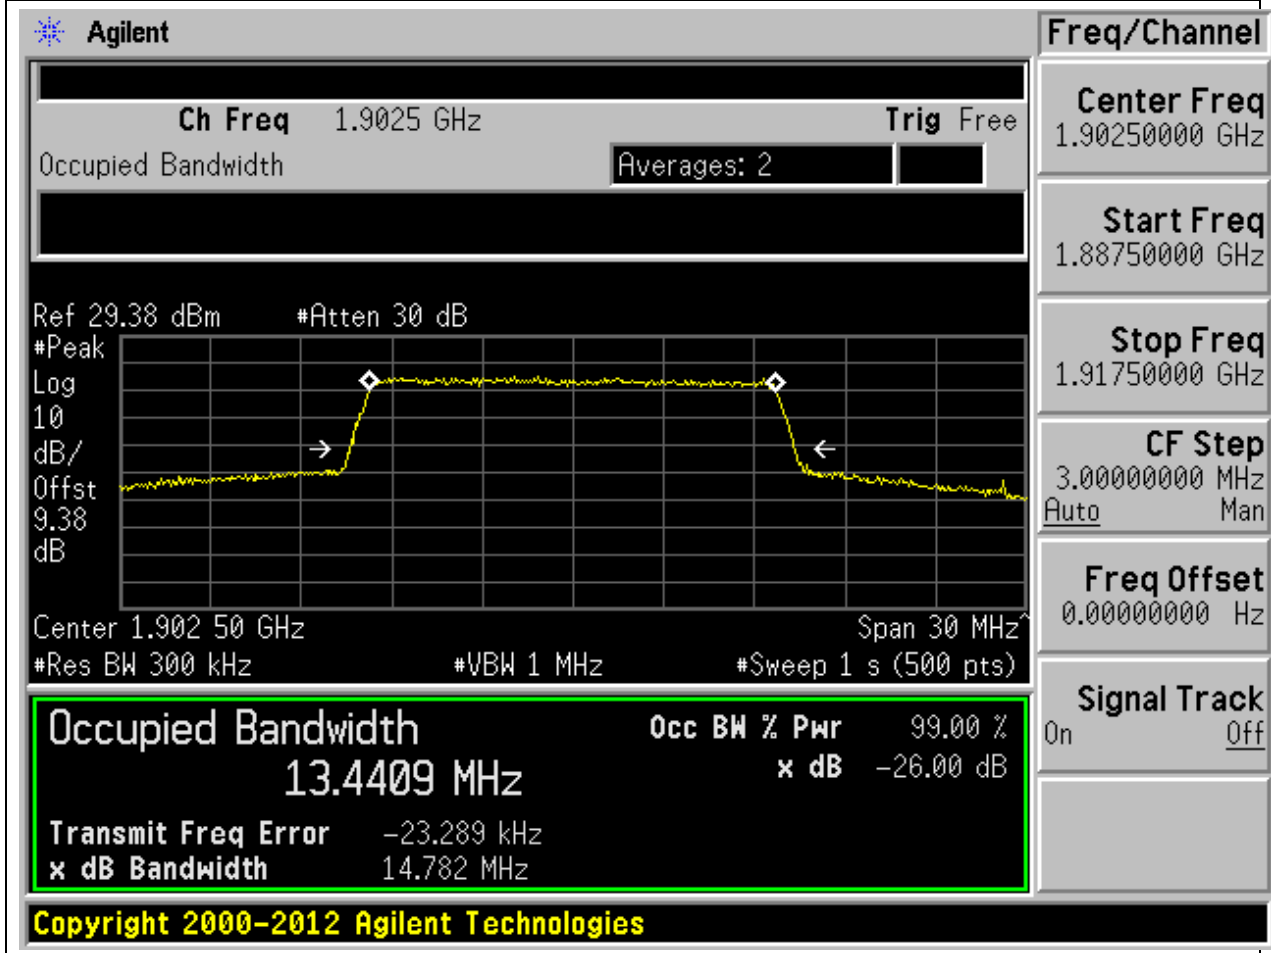 Agilent
Freq/Channel
Ch Freq 1.9025 GHz Trig Free
Occupied Bandwidth Averages: 2
Center Freq
1.90250000 GHz
Start Freq
1.88750000 GHz
Stop Freq
1.91750000 GHz
CF Step
3.00000000 MHz
Auto Man
Freq Offset
0.00000000 Hz
Signal Track
On Off
Ref 29.38 dBm #Atten 30 dB
#Peak
Log
10
dB/
Offst
9.38
dB
Center 1.902 50 GHz Span 30 MHz^
#Res BW 300 kHz #VBW 1 MHz #Sweep 1 s (500 pts)
Occupied Bandwidth
13.4409 MHz
Occ BW % Pwr 99.00 %
x dB -26.00 dB
Transmit Freq Error -23.289 kHz
x dB Bandwidth 14.782 MHz
Copyright 2000-2012 Agilent Technologies